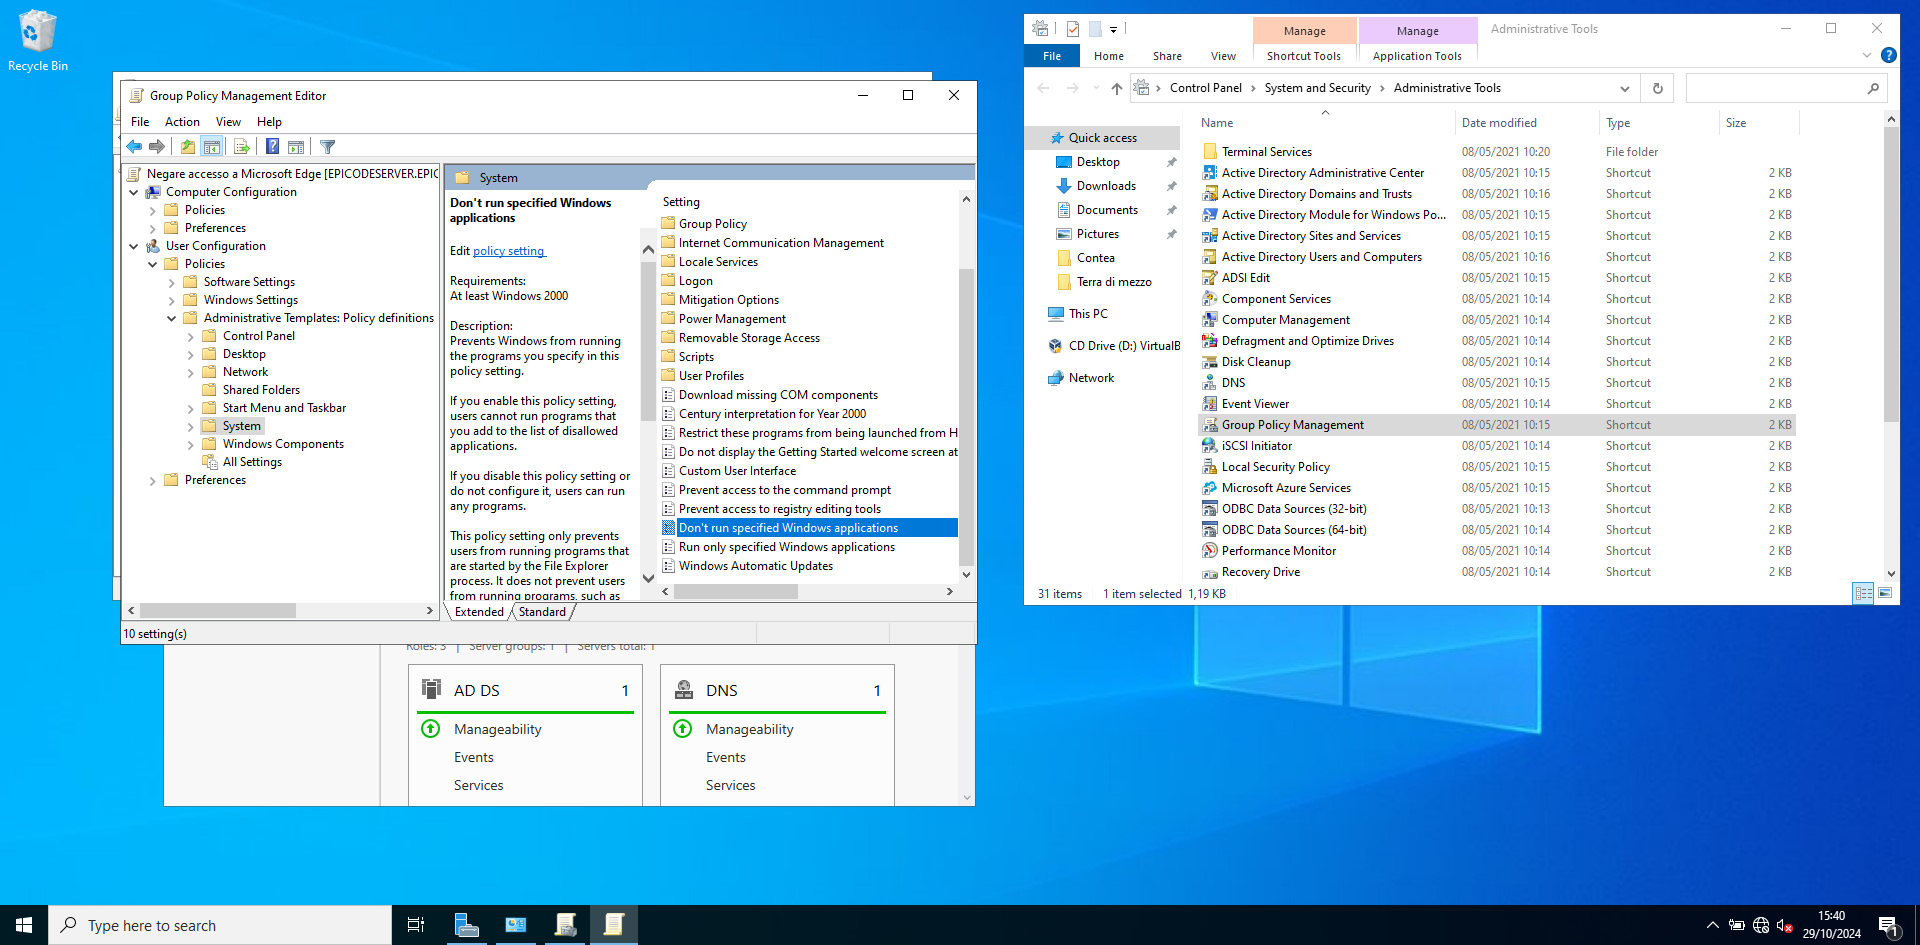 Recycle Bin
Group Policy Management Editor
File Action View Help
Negare accesso a Microsoft Edge [EPICODESERVER.EPIC
Computer Configuration
Policies
Preferences
User Configuration
Policies
Software Settings
Windows Settings
Administrative Templates: Policy definitions
Control Panel
Desktop
Network
Shared Folders
Start Menu and Taskbar
System
Windows Components
All Settings
Preferences
System
Don't run specified Windows
applications
Edit policy setting
Requirements:
At least Windows 2000
Description:
Prevents Windows from running
the programs you specify in this
policy setting.
If you enable this policy setting,
users cannot run programs that
you add to the list of disallowed
applications.
If you disable this policy setting or
do not configure it, users can run
any programs.
This policy setting only prevents
users from running programs that
are started by the File Explorer
process. It does not prevent users
from running programs, such as
Setting
Group Policy
Internet Communication Management
Locale Services
Logon
Mitigation Options
Power Management
Removable Storage Access
Scripts
User Profiles
Download missing COM components
Century interpretation for Year 2000
Restrict these programs from being launched from H
Do not display the Getting Started welcome screen at
Custom User Interface
Prevent access to the command prompt
Prevent access to registry editing tools
Don't run specified Windows applications
Run only specified Windows applications
Windows Automatic Updates
Extended Standard
10 setting(s)
Roles: 3 | Server groups: 1 | Servers total: 1
AD DS 1
Manageability
Events
Services
DNS 1
Manageability
Events
Services
Manage Manage Administrative Tools
File Home Share View Shortcut Tools Application Tools
Control Panel > System and Security > Administrative Tools
Quick access
Desktop
Downloads
Documents
Pictures
Contea
Terra di mezzo
This PC
CD Drive (D:) VirtualB
Network
Name Date modified Type Size
Terminal Services 08/05/2021 10:20 File folder
Active Directory Administrative Center 08/05/2021 10:15 Shortcut 2 KB
Active Directory Domains and Trusts 08/05/2021 10:16 Shortcut 2 KB
Active Directory Module for Windows Po... 08/05/2021 10:15 Shortcut 2 KB
Active Directory Sites and Services 08/05/2021 10:15 Shortcut 2 KB
Active Directory Users and Computers 08/05/2021 10:16 Shortcut 2 KB
ADSI Edit 08/05/2021 10:15 Shortcut 2 KB
Component Services 08/05/2021 10:14 Shortcut 2 KB
Computer Management 08/05/2021 10:14 Shortcut 2 KB
Defragment and Optimize Drives 08/05/2021 10:14 Shortcut 2 KB
Disk Cleanup 08/05/2021 10:14 Shortcut 2 KB
DNS 08/05/2021 10:15 Shortcut 2 KB
Event Viewer 08/05/2021 10:14 Shortcut 2 KB
Group Policy Management 08/05/2021 10:15 Shortcut 2 KB
iSCSI Initiator 08/05/2021 10:14 Shortcut 2 KB
Local Security Policy 08/05/2021 10:15 Shortcut 2 KB
Microsoft Azure Services 08/05/2021 10:15 Shortcut 2 KB
ODBC Data Sources (32-bit) 08/05/2021 10:13 Shortcut 2 KB
ODBC Data Sources (64-bit) 08/05/2021 10:14 Shortcut 2 KB
Performance Monitor 08/05/2021 10:14 Shortcut 2 KB
Recovery Drive 08/05/2021 10:14 Shortcut 2 KB
31 items 1 item selected 1,19 KB
Type here to search
15:40
29/10/2024
1